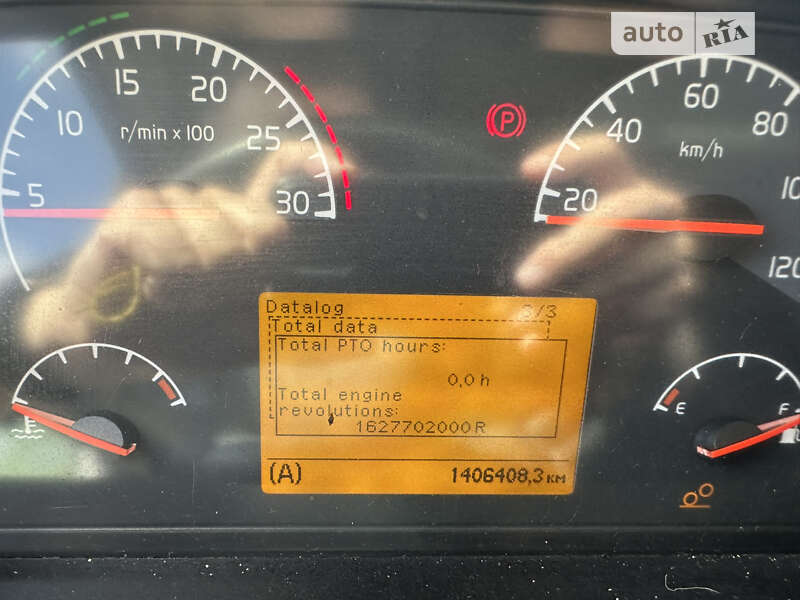 auto RIA
5
10
15
20
25
30
r/min x 100
P
20
40
60
80
120
km/h
Datalog 3/3
Total data
Total PTO hours:
0,0 h
Total engine
revolutions:
1627702000R
(A) 1406408,3 км
E
F